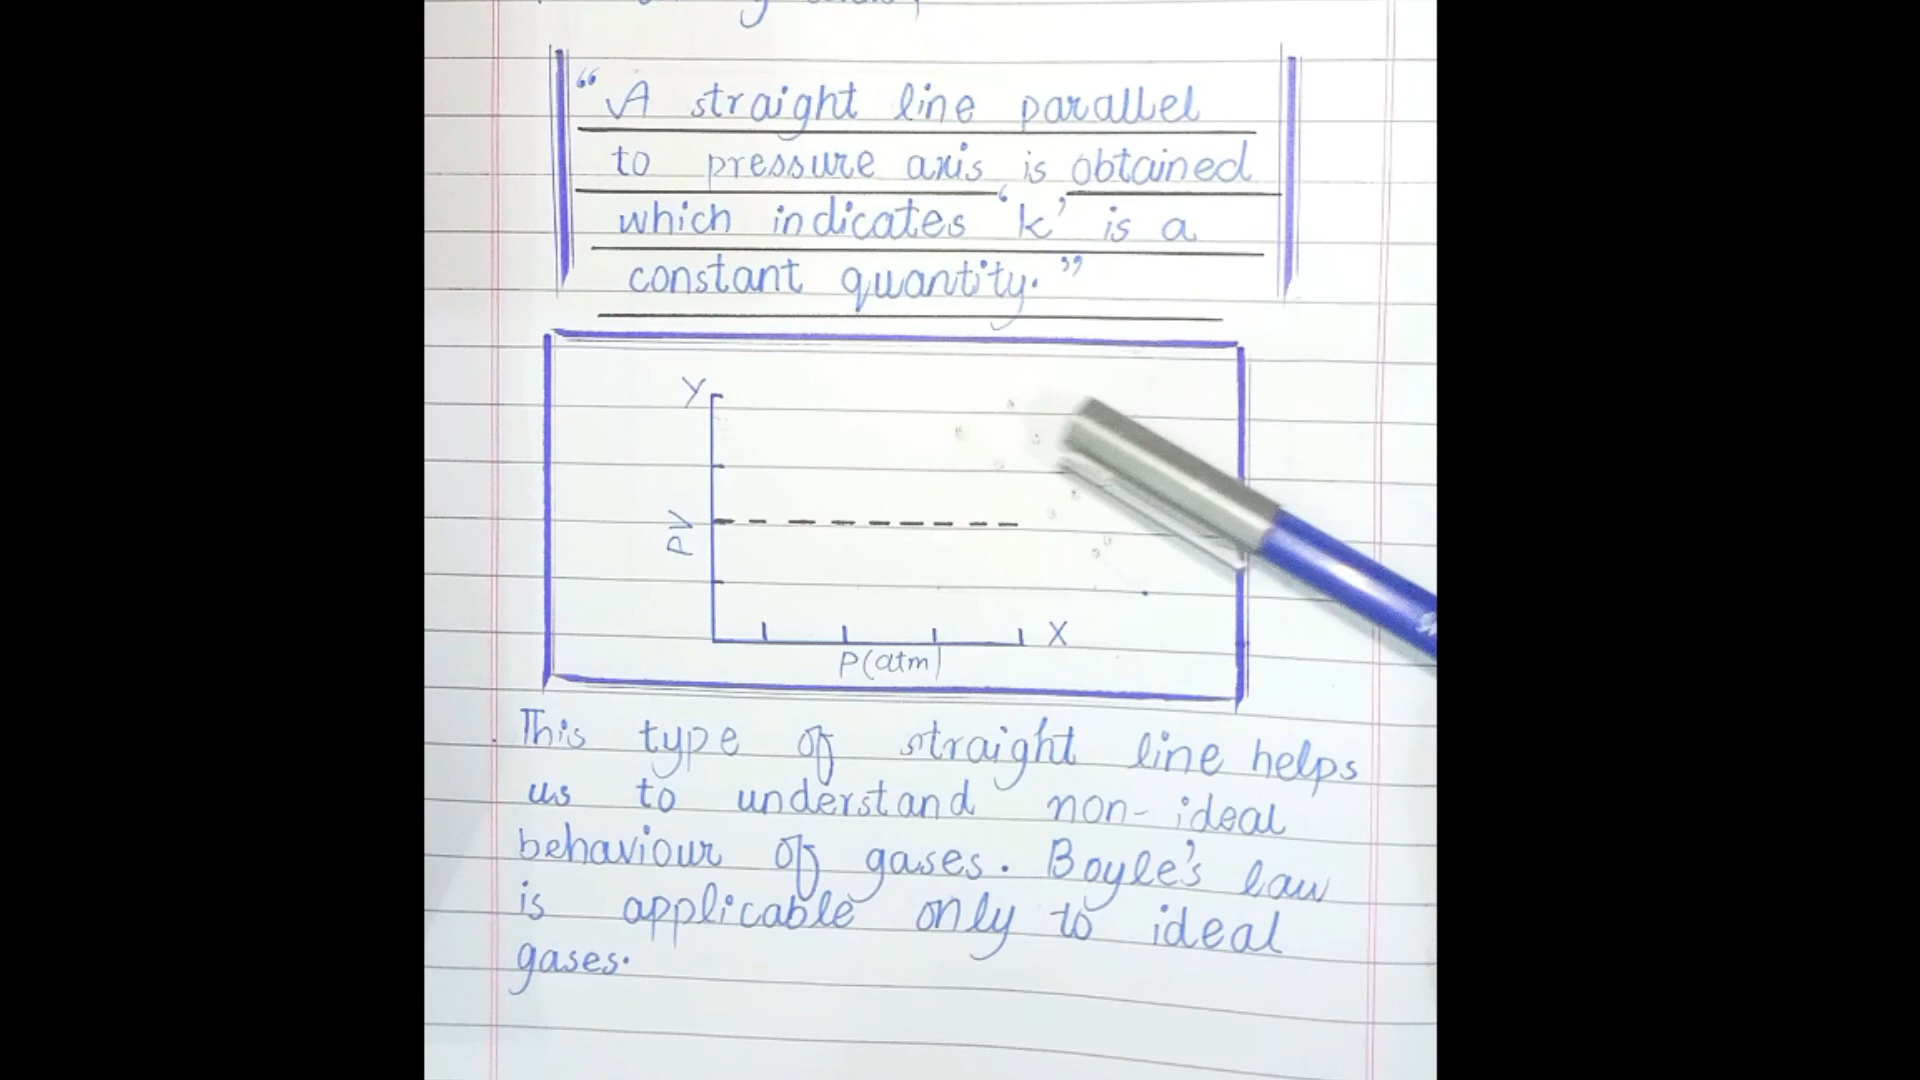 “A straight line parallel
to pressure axis is obtained
which indicates ‘k’ is a
constant quantity.”
Y
PV
X
P(atm)
This type of straight line helps
us to understand non-ideal
behaviour of gases. Boyle's law
is applicable only to ideal
gases.